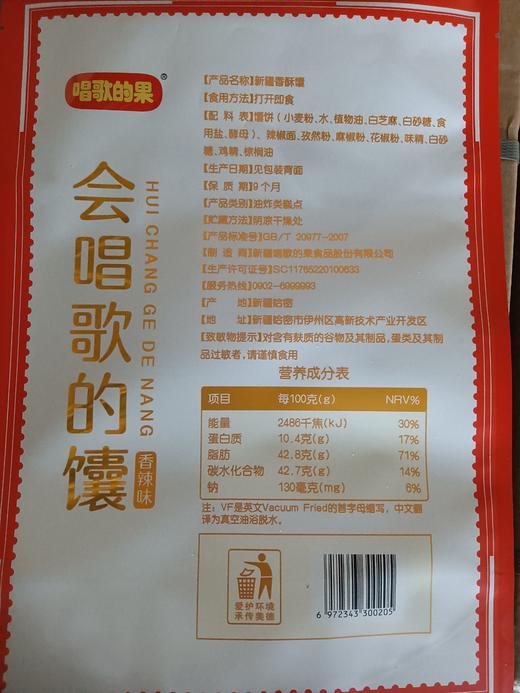 唱歌的果®
会唱歌的馕
HUI CHANG GE DE NANG
香辣味
【产品名称】新疆香酥馕
【食用方法】打开即食
【配 料 表】馕饼（小麦粉、水、植物油、白芝麻、白砂糖、食
用盐、酵母）、辣椒面、孜然粉、麻椒粉、花椒粉、味精、白砂
糖、鸡精、棕榈油
【生产日期】见包装背面
【保 质 期】9个月
【产品类别】油炸类糕点
【贮藏方法】阴凉干燥处
【产品标准号】GB/T 20977-2007
【制 造 商】新疆唱歌的果食品股份有限公司
【生产许可证号】SC11765220100633
【服务热线】0902-6999993
【产 地】新疆哈密
【地 址】新疆哈密市伊州区高新技术产业开发区
【致敏物提示】对含有麸质的谷物及其制品，蛋类及其制
品过敏者，请谨慎食用
营养成分表
项目 每100克(g) NRV%
能量 2486千焦(kJ) 30%
蛋白质 10.4克(g) 17%
脂肪 42.8克(g) 71%
碳水化合物 42.7克(g) 14%
钠 130毫克(mg) 6%
注：VF是英文Vacuum Fried的首字母缩写，中文翻
译为真空油浴脱水。
爱护环境
承传美德
6 972343 300205